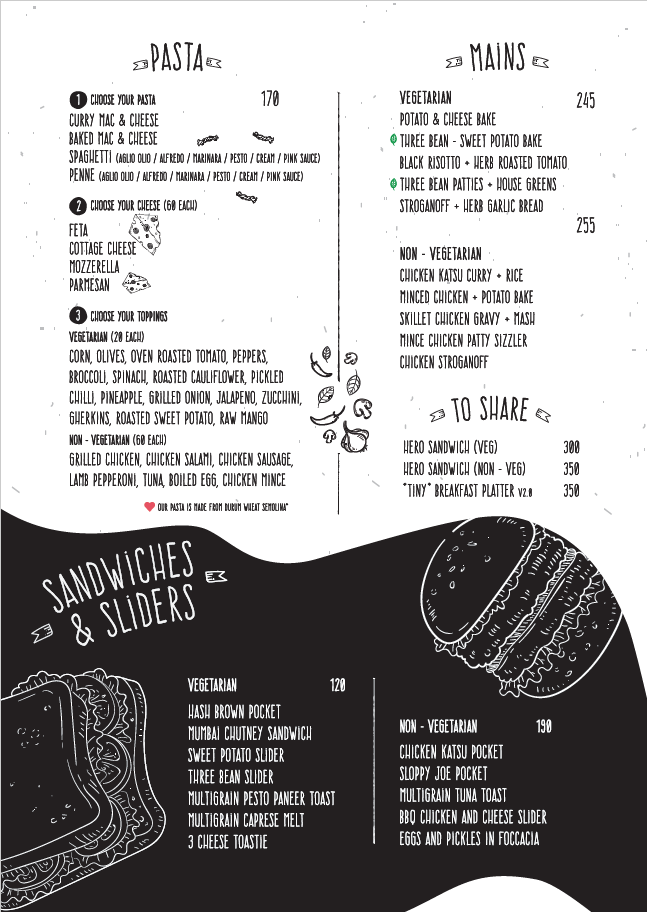 PASTA
1 CHOOSE YOUR PASTA 170
CURRY MAC & CHEESE
BAKED MAC & CHEESE
SPAGHETTI (AGLIO OLIO / ALFREDO / MARINARA / PESTO / CREAM / PINK SAUCE)
PENNE (AGLIO OLIO / ALFREDO / MARINARA / PESTO / CREAM / PINK SAUCE)
2 CHOOSE YOUR CHEESE (60 EACH)
FETA
COTTAGE CHEESE
MOZZERELLA
PARMESAN
3 CHOOSE YOUR TOPPINGS
VEGETARIAN (20 EACH)
CORN, OLIVES, OVEN ROASTED TOMATO, PEPPERS,
BROCCOLI, SPINACH, ROASTED CAULIFLOWER, PICKLED
CHILLI, PINEAPPLE, GRILLED ONION, JALAPENO, ZUCCHINI,
GHERKINS, ROASTED SWEET POTATO, RAW MANGO
NON - VEGETARIAN (60 EACH)
GRILLED CHICKEN, CHICKEN SALAMI, CHICKEN SAUSAGE,
LAMB PEPPERONI, TUNA, BOILED EGG, CHICKEN MINCE
OUR PASTA IS MADE FROM DURUM WHEAT SEMOLINA*
MAINS
VEGETARIAN 245
POTATO & CHEESE BAKE
THREE BEAN - SWEET POTATO BAKE
BLACK RISOTTO + HERB ROASTED TOMATO
THREE BEAN PATTIES + HOUSE GREENS
STROGANOFF + HERB GARLIC BREAD
255
NON - VEGETARIAN
CHICKEN KATSU CURRY + RICE
MINCED CHICKEN + POTATO BAKE
SKILLET CHICKEN GRAVY + MASH
MINCE CHICKEN PATTY SIZZLER
CHICKEN STROGANOFF
TO SHARE
HERO SANDWICH (VEG) 300
HERO SANDWICH (NON - VEG) 350
"TINY" BREAKFAST PLATTER V2.0 350
SANDWICHES
& SLIDERS
VEGETARIAN 120
HASH BROWN POCKET
MUMBAI CHUTNEY SANDWICH
SWEET POTATO SLIDER
THREE BEAN SLIDER
MULTIGRAIN PESTO PANEER TOAST
MULTIGRAIN CAPRESE MELT
3 CHEESE TOASTIE
NON - VEGETARIAN 190
CHICKEN KATSU POCKET
SLOPPY JOE POCKET
MULTIGRAIN TUNA TOAST
BBQ CHICKEN AND CHEESE SLIDER
EGGS AND PICKLES IN FOCCACIA